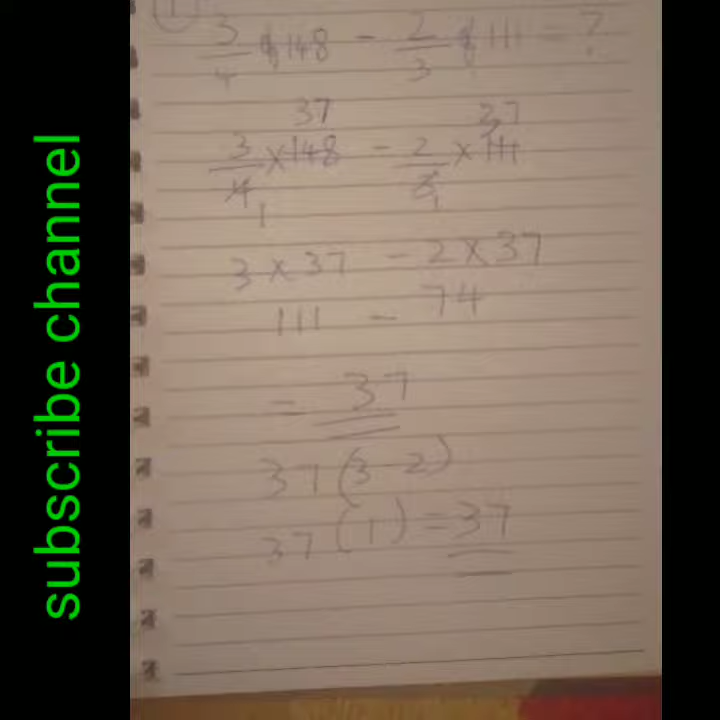 subscribe channel
1
3/4 of 148 - 2/3 of 111 = ?
37 37
3/4 × 148 - 2/3 × 111
1 1
3 × 37 - 2 × 37
111 - 74
= 37
37 (3-2)
37 (1) = 37